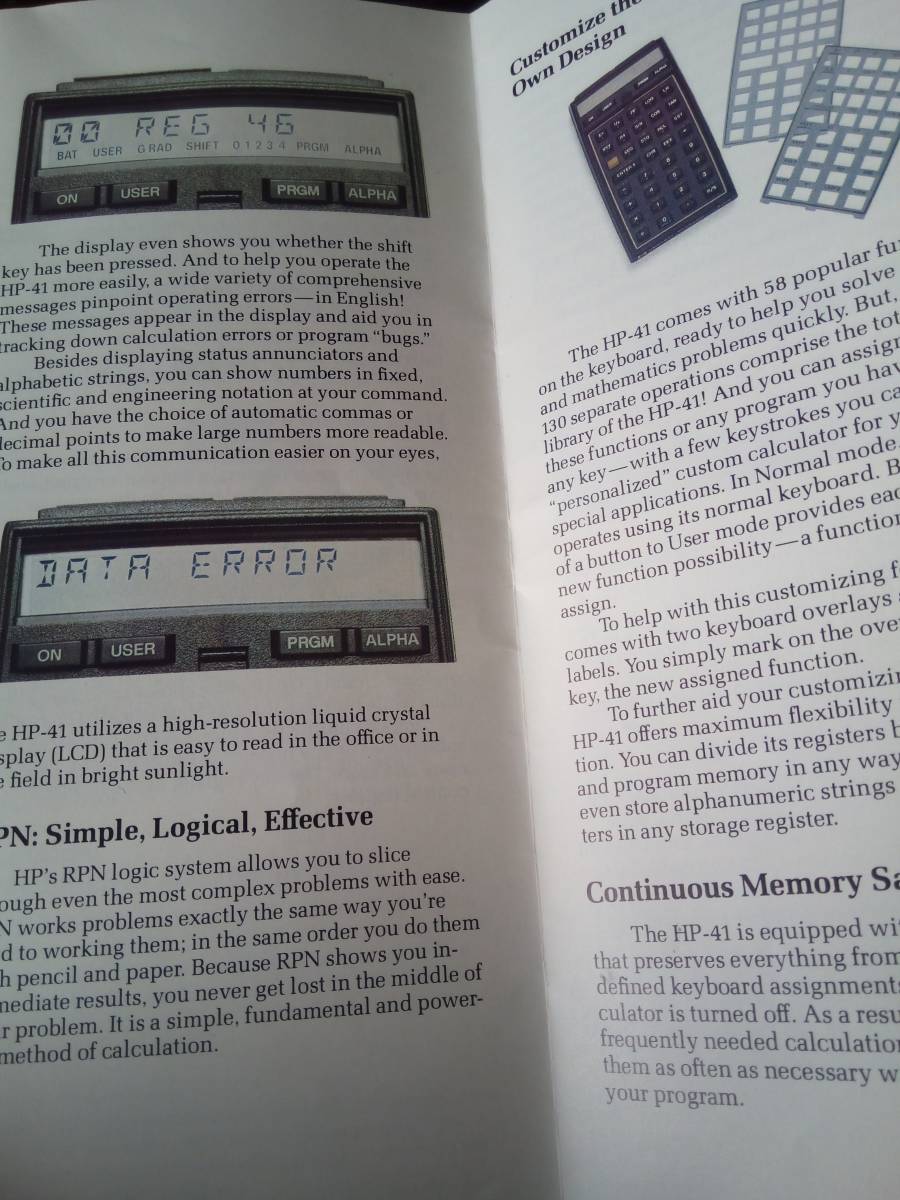 00 REG 46
BAT USER G RAD SHIFT 0 1 2 3 4 PRGM ALPHA
ON USER PRGM ALPHA
The display even shows you whether the shift
key has been pressed. And to help you operate the
HP-41 more easily, a wide variety of comprehensive
messages pinpoint operating errors—in English!
These messages appear in the display and aid you in
tracking down calculation errors or program “bugs.”
Besides displaying status annunciators and
alphabetic strings, you can show numbers in fixed,
scientific and engineering notation at your command.
And you have the choice of automatic commas or
decimal points to make large numbers more readable.
To make all this communication easier on your eyes,
DATA ERROR
ON USER PRGM ALPHA
HP-41 utilizes a high-resolution liquid crystal
(LCD) that is easy to read in the office or in
field in bright sunlight.
PN: Simple, Logical, Effective
HP’s RPN logic system allows you to slice
ough even the most complex problems with ease.
N works problems exactly the same way you’re
d to working them; in the same order you do them
h pencil and paper. Because RPN shows you in-
mediate results, you never get lost in the middle of
r problem. It is a simple, fundamental and power-
method of calculation.
Customize the
Own Design
The HP-41 comes with 58 popular fu
on the keyboard, ready to help you solve
and mathematics problems quickly. But,
130 separate operations comprise the tot
library of the HP-41! And you can assign
these functions or any program you hav
any key—with a few keystrokes you ca
“personalized” custom calculator for y
special applications. In Normal mode,
operates using its normal keyboard. B
of a button to User mode provides eac
new function possibility—a function
assign.
To help with this customizing f
comes with two keyboard overlays
labels. You simply mark on the ove
key, the new assigned function.
To further aid your customizi
HP-41 offers maximum flexibility
tion. You can divide its registers b
and program memory in any way
even store alphanumeric strings
ters in any storage register.
Continuous Memory Sa
The HP-41 is equipped wi
that preserves everything from
defined keyboard assignments
culator is turned off. As a resu
frequently needed calculation
them as often as necessary w
your program.